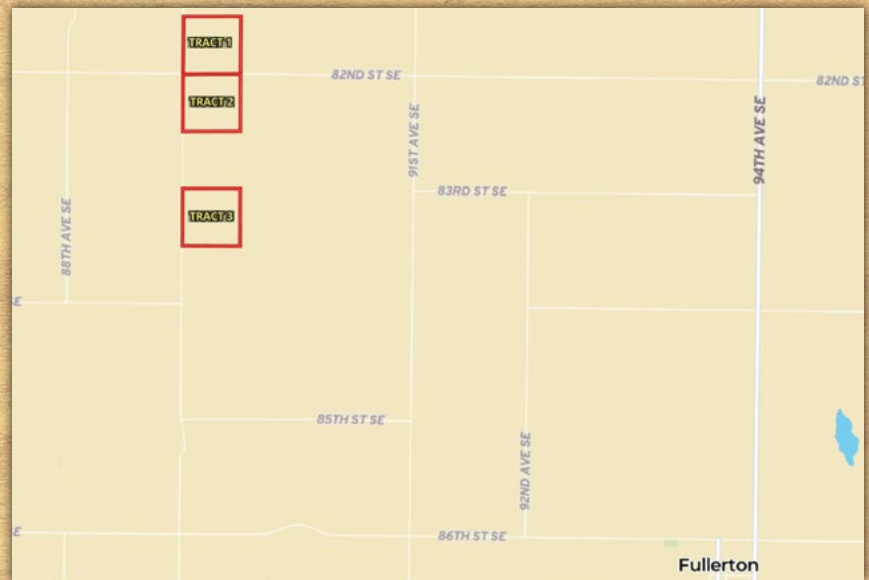 TRACT 1
82ND ST SE
82ND ST
TRACT 2
91ST AVE SE
94TH AVE SE
83RD ST SE
TRACT 3
88TH AVE SE
E
85TH ST SE
92ND AVE SE
E
86TH ST SE
Fullerton